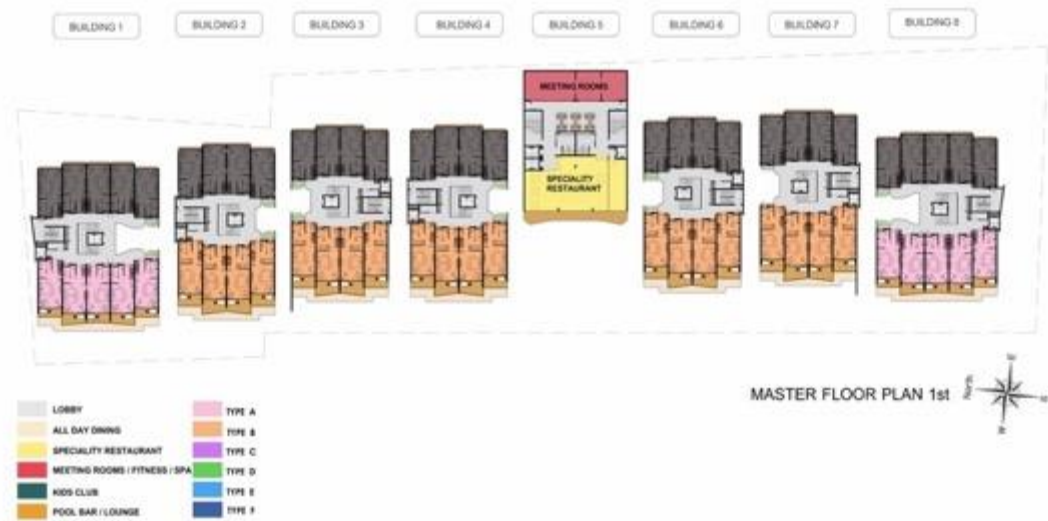 BUILDING 1
BUILDING 2
BUILDING 3
BUILDING 4
BUILDING 5
BUILDING 6
BUILDING 7
BUILDING 8
MEETING ROOMS
SPECIALITY
RESTAURANT
MASTER FLOOR PLAN 1st
North
LOBBY
ALL DAY DINING
SPECIALITY RESTAURANT
MEETING ROOMS / FITNESS / SPA
KIDS CLUB
POOL BAR / LOUNGE
TYPE A
TYPE B
TYPE C
TYPE D
TYPE E
TYPE F